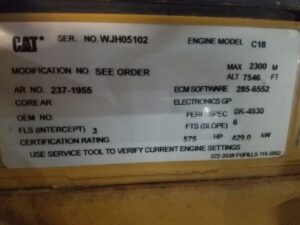 CAT SER. NO. WJH05102 ENGINE MODEL C18
MAX 2300 M
MODIFICATION NO. SEE ORDER ALT 7546 FT
AR NO. 237-1955 ECM SOFTWARE 285-6552
CORE AR ELECTRONICS GP
OEM NO. PERF SPEC 0K-4930
FLS (INTERCEPT) 3 FTS (SLOPE) 6
CERTIFICATION RATING 575 HP 429.0 kW
USE SERVICE TOOL TO VERIFY CURRENT ENGINE SETTINGS